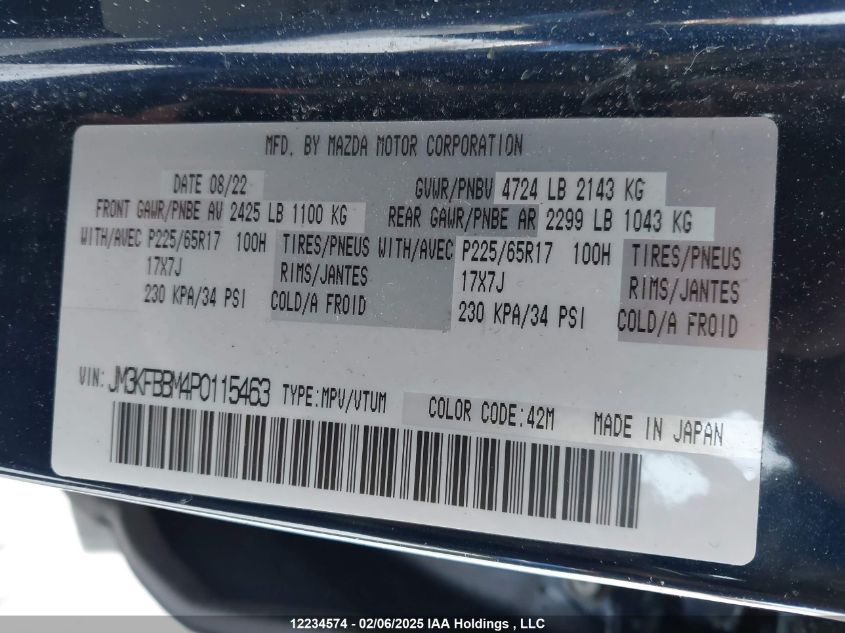 MFD. BY MAZDA MOTOR CORPORATION
DATE 08/22 GVWR/PNBV 4724 LB 2143 KG
FRONT GAWR/PNBE AV 2425 LB 1100 KG REAR GAWR/PNBE AR 2299 LB 1043 KG
WITH/AVEC P225/65R17 100H TIRES/PNEUS WITH/AVEC P225/65R17 100H TIRES/PNEUS
17X7J RIMS/JANTES 17X7J RIMS/JANTES
230 KPA/34 PSI COLD/A FROID 230 KPA/34 PSI COLD/A FROID
VIN: JM3KFBBM4P0115463 TYPE:MPV/VTUM COLOR CODE:42M MADE IN JAPAN
12234574 - 02/06/2025 IAA Holdings , LLC